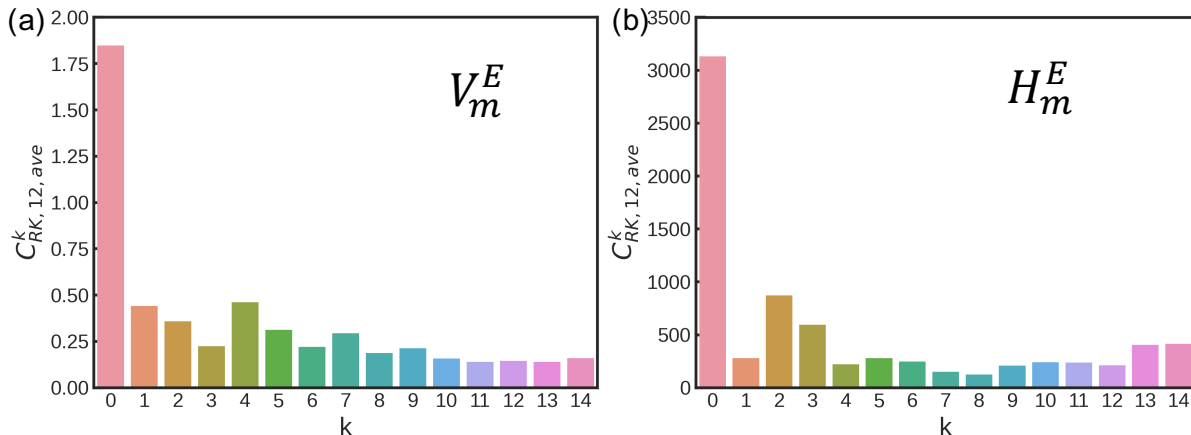 (a)
2.00
1.75
1.50
1.25
1.00
0.75
0.50
0.25
0.00
C^k_{RK, 12, ave}
V_m^E
0 1 2 3 4 5 6 7 8 9 10 11 12 13 14
k
(b)
3500
3000
2500
2000
1500
1000
500
0
C^k_{RK, 12, ave}
H_m^E
0 1 2 3 4 5 6 7 8 9 10 11 12 13 14
k